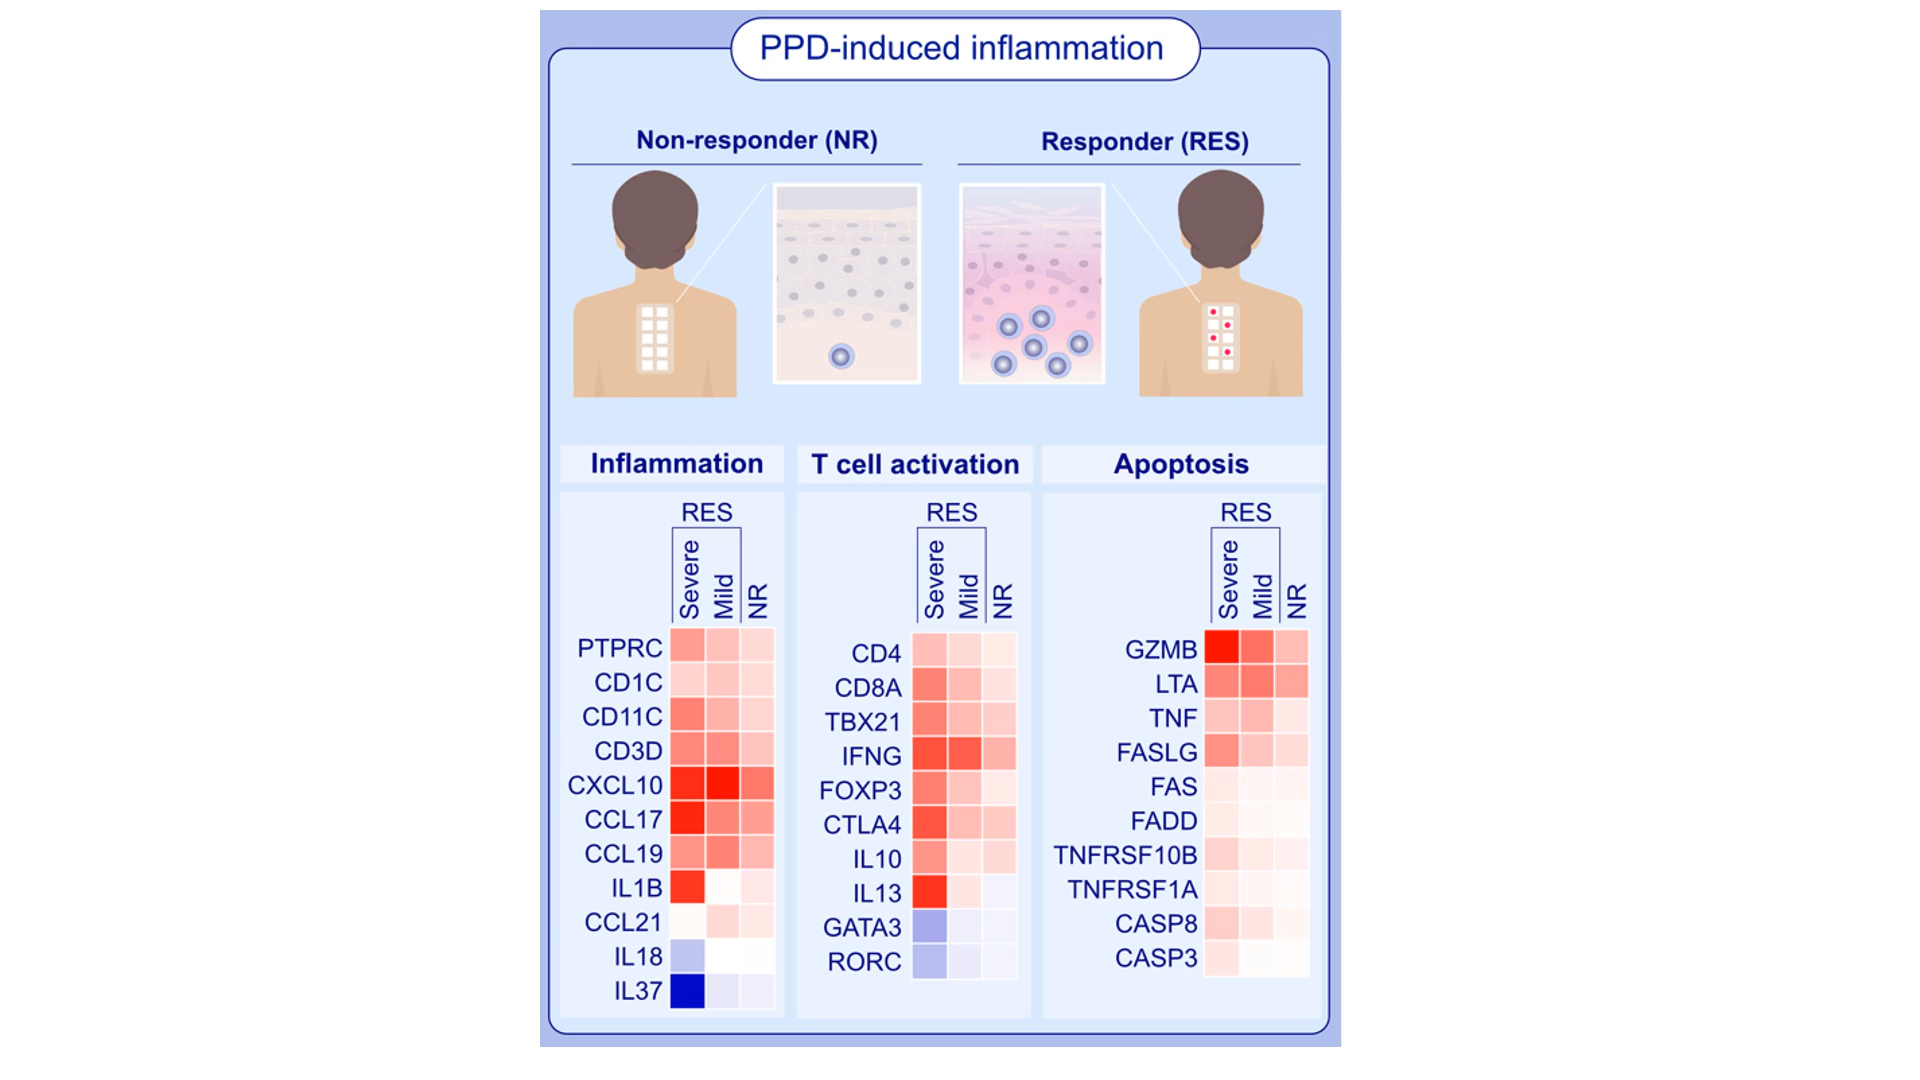 PPD-induced inflammation
Non-responder (NR)
Responder (RES)
Inflammation
RES
Severe
Mild
NR
PTPRC
CD1C
CD11C
CD3D
CXCL10
CCL17
CCL19
IL1B
CCL21
IL18
IL37
T cell activation
RES
Severe
Mild
NR
CD4
CD8A
TBX21
IFNG
FOXP3
CTLA4
IL10
IL13
GATA3
RORC
Apoptosis
RES
Severe
Mild
NR
GZMB
LTA
TNF
FASLG
FAS
FADD
TNFRSF10B
TNFRSF1A
CASP8
CASP3